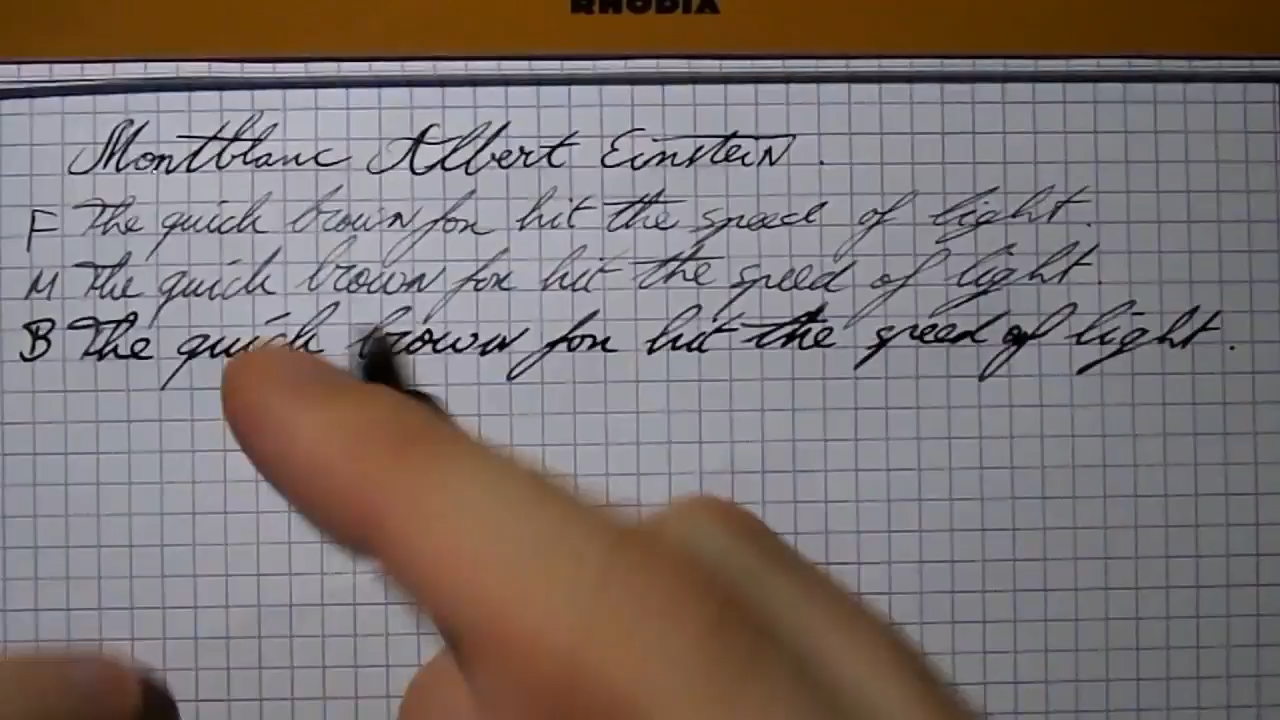 RHODIA
Montblanc Albert Einstein.
F The quick brown fox hit the speed of light.
M The quick brown fox hit the speed of light.
B The quick brown fox hit the speed of light.